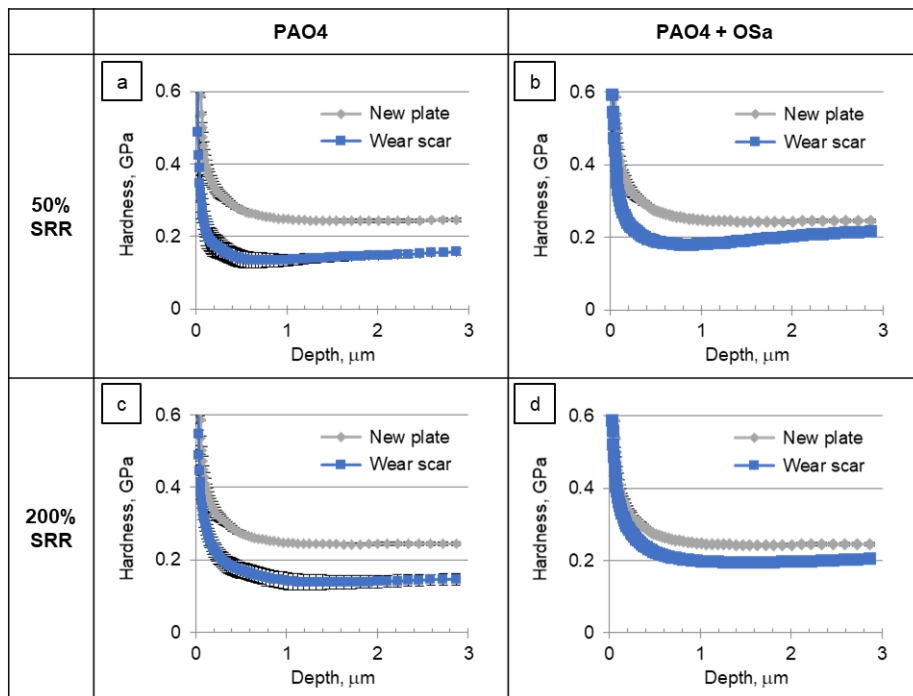 PAO4
PAO4 + OSa
50%
SRR
a
0.6
0.4
0.2
0
Hardness, GPa
New plate
Wear scar
0 1 2 3
Depth, μm
b
0.6
0.4
0.2
0
Hardness, GPa
New plate
Wear scar
0 1 2 3
Depth, μm
200%
SRR
c
0.6
0.4
0.2
0
Hardness, GPa
New plate
Wear scar
0 1 2 3
Depth, μm
d
0.6
0.4
0.2
0
Hardness, GPa
New plate
Wear scar
0 1 2 3
Depth, μm